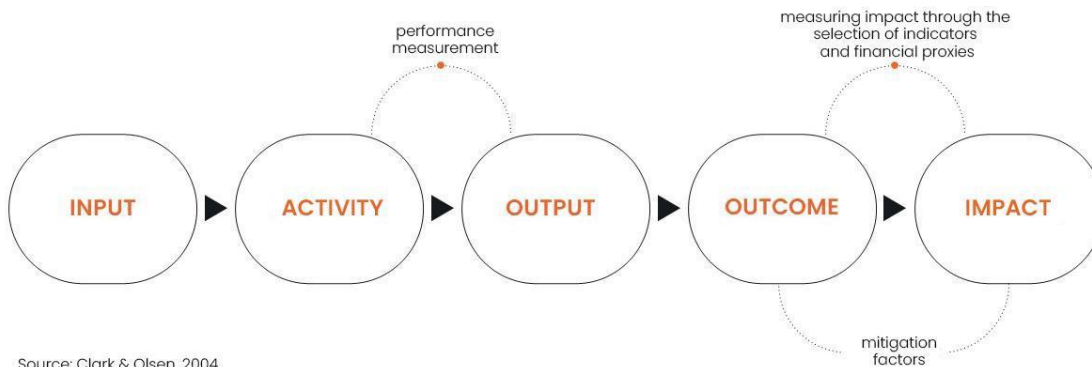 performance
measurement
measuring impact through the
selection of indicators
and financial proxies
INPUT
ACTIVITY
OUTPUT
OUTCOME
IMPACT
mitigation
factors
Source: Clark & Olsen, 2004